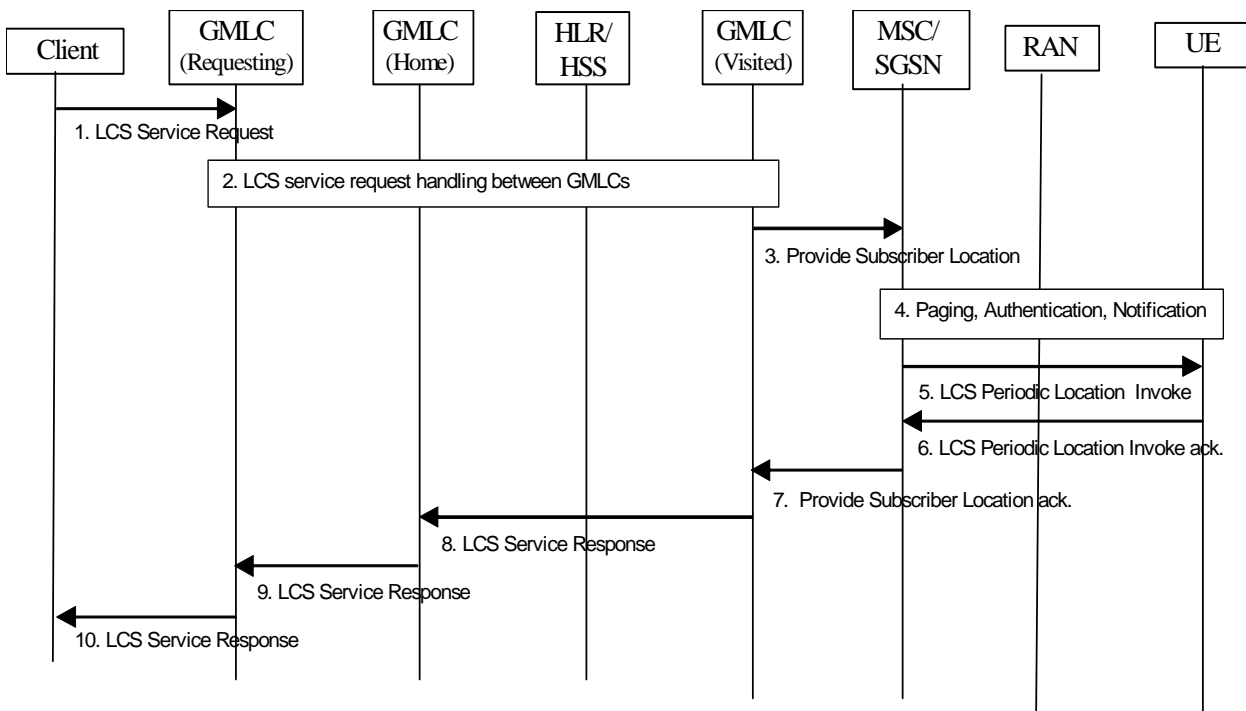 Client
GMLC
(Requesting)
GMLC
(Home)
HLR/
HSS
GMLC
(Visited)
MSC/
SGSN
RAN
UE
1. LCS Service Request
2. LCS service request handling between GMLCs
3. Provide Subscriber Location
4. Paging, Authentication, Notification
5. LCS Periodic Location Invoke
6. LCS Periodic Location Invoke ack.
7. Provide Subscriber Location ack.
8. LCS Service Response
9. LCS Service Response
10. LCS Service Response